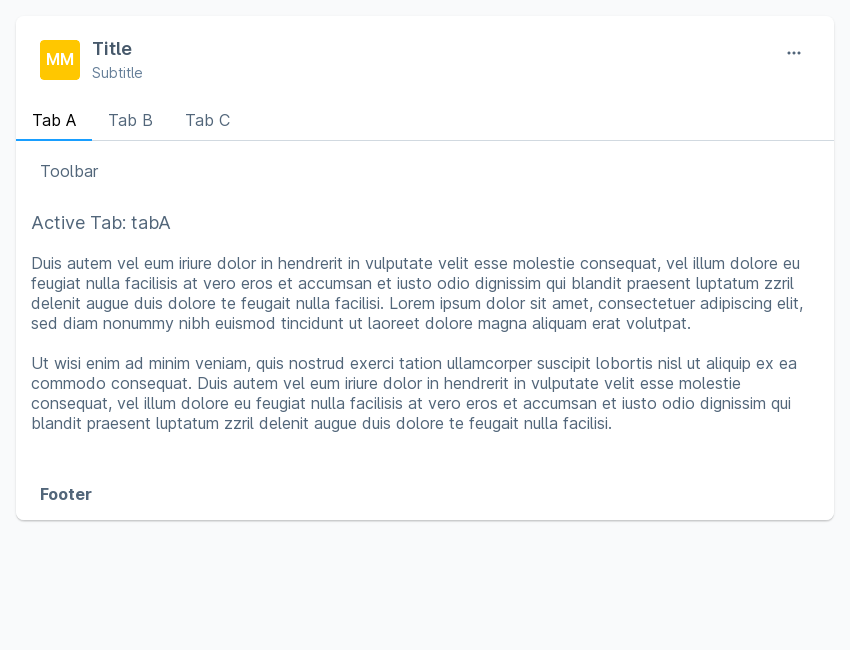 MM
Title
Subtitle
Tab A Tab B Tab C
Toolbar
Active Tab: tabA
Duis autem vel eum iriure dolor in hendrerit in vulputate velit esse molestie consequat, vel illum dolore eu
feugiat nulla facilisis at vero eros et accumsan et iusto odio dignissim qui blandit praesent luptatum zzril
delenit augue duis dolore te feugait nulla facilisi. Lorem ipsum dolor sit amet, consectetuer adipiscing elit,
sed diam nonummy nibh euismod tincidunt ut laoreet dolore magna aliquam erat volutpat.
Ut wisi enim ad minim veniam, quis nostrud exerci tation ullamcorper suscipit lobortis nisl ut aliquip ex ea
commodo consequat. Duis autem vel eum iriure dolor in hendrerit in vulputate velit esse molestie
consequat, vel illum dolore eu feugiat nulla facilisis at vero eros et accumsan et iusto odio dignissim qui
blandit praesent luptatum zzril delenit augue duis dolore te feugait nulla facilisi.
Footer